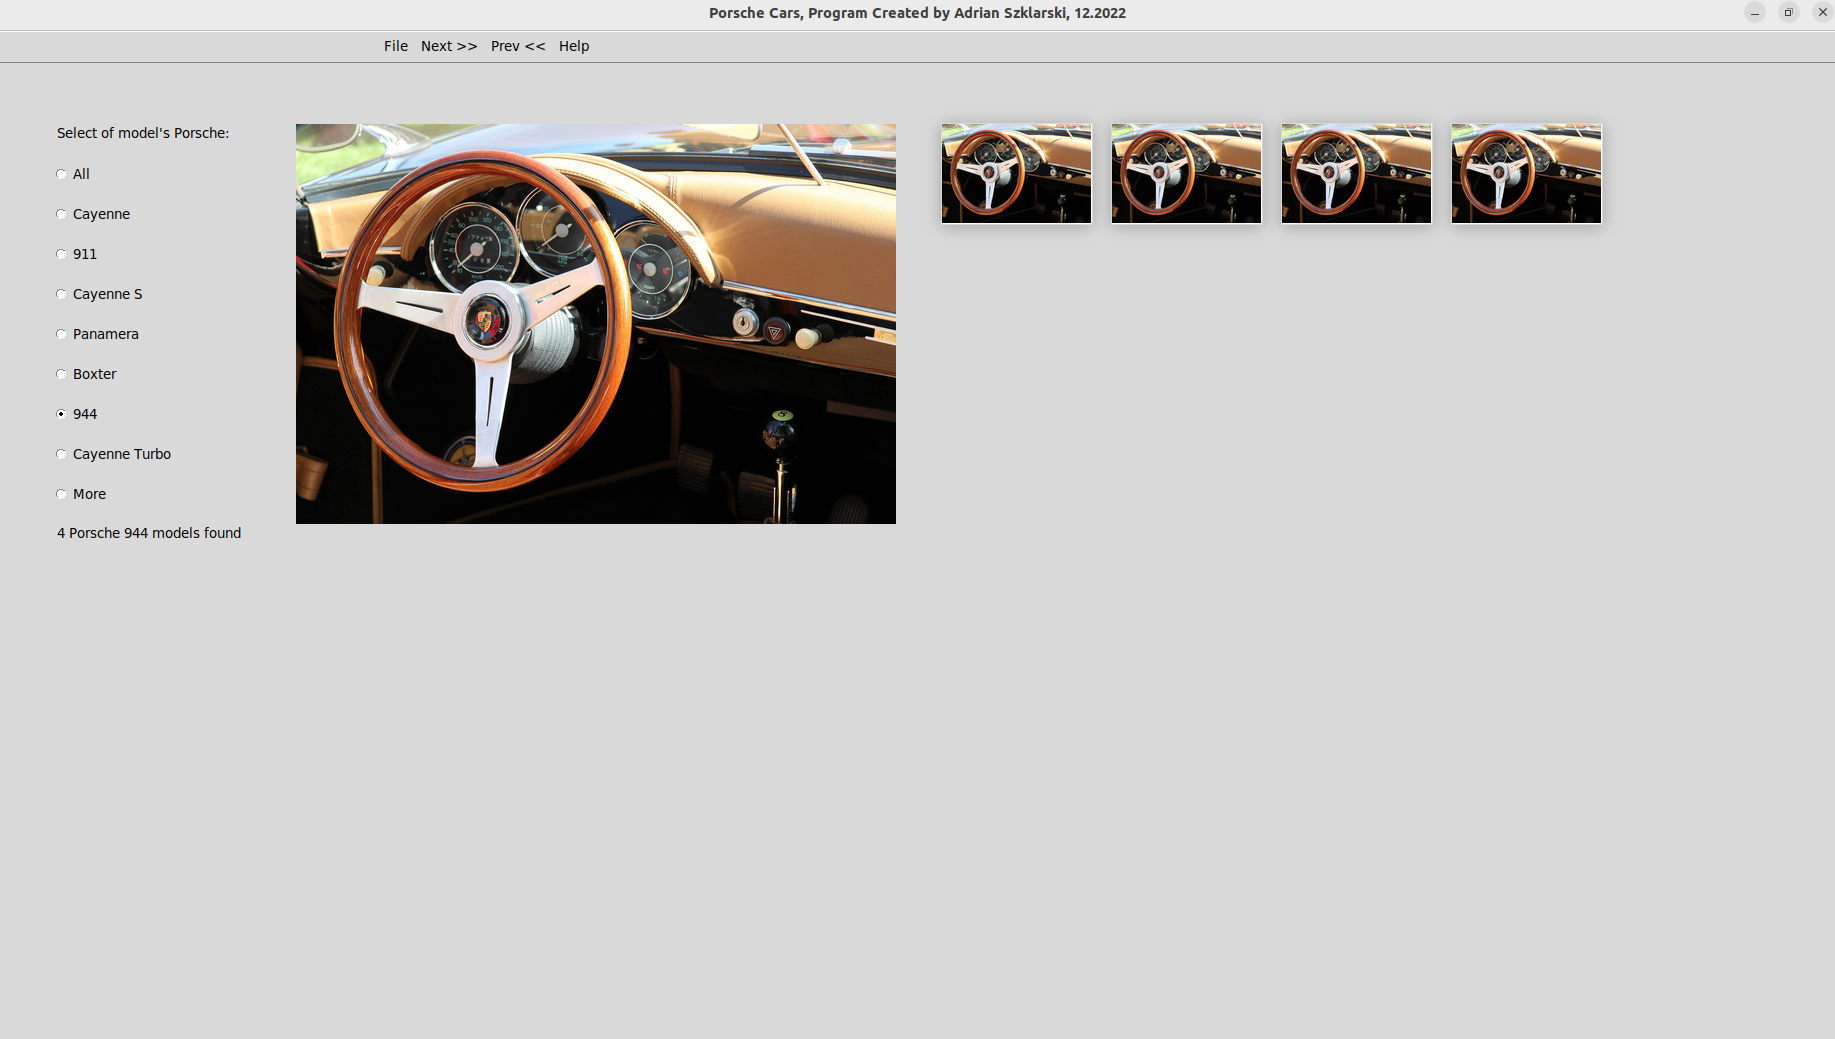 Porsche Cars, Program Created by Adrian Szklarski, 12.2022
File Next >> Prev << Help
Select of model's Porsche:
All
Cayenne
911
Cayenne S
Panamera
Boxter
944
Cayenne Turbo
More
4 Porsche 944 models found